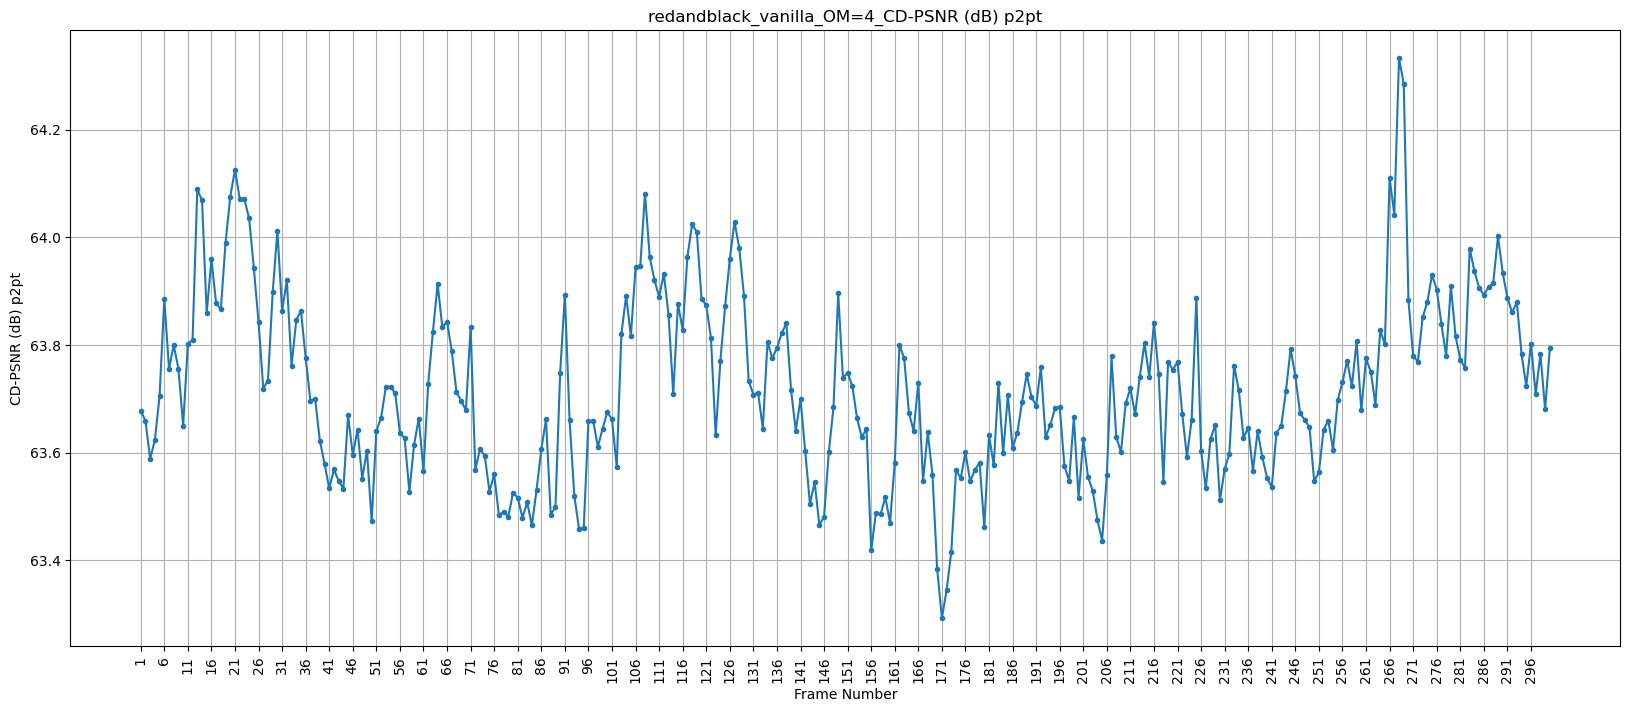 redandblack_vanilla_OM=4_CD-PSNR (dB) p2pt
CD-PSNR (dB) p2pt
64.2
64.0
63.8
63.6
63.4
1 6 11 16 21 26 31 36 41 46 51 56 61 66 71 76 81 86 91 96 101 106 111 116 121 126 131 136 141 146 151 156 161 166 171 176 181 186 191 196 201 206 211 216 221 226 231 236 241 246 251 256 261 266 271 276 281 286 291 296
Frame Number